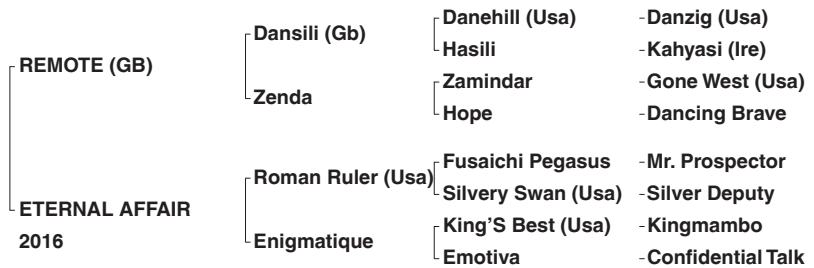 REMOTE (GB)
ETERNAL AFFAIR
2016
Dansili (Gb)
Zenda
Roman Ruler (Usa)
Enigmatique
Danehill (Usa)
Hasili
Zamindar
Hope
Fusaichi Pegasus
Silvery Swan (Usa)
King'S Best (Usa)
Emotiva
-Danzig (Usa)
-Kahyasi (Ire)
-Gone West (Usa)
-Dancing Brave
-Mr. Prospector
-Silver Deputy
-Kingmambo
-Confidential Talk